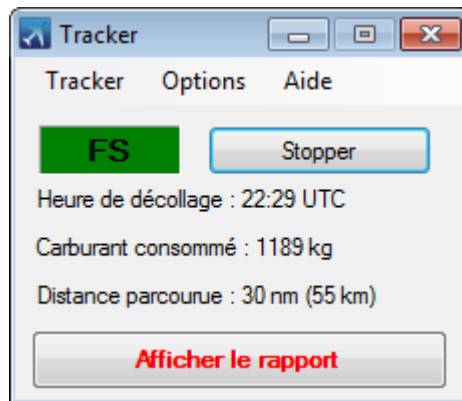 Tracker
Tracker Options Aide
FS Stopper
Heure de décollage : 22:29 UTC
Carburant consommé : 1189 kg
Distance parcourue : 30 nm (55 km)
Afficher le rapport